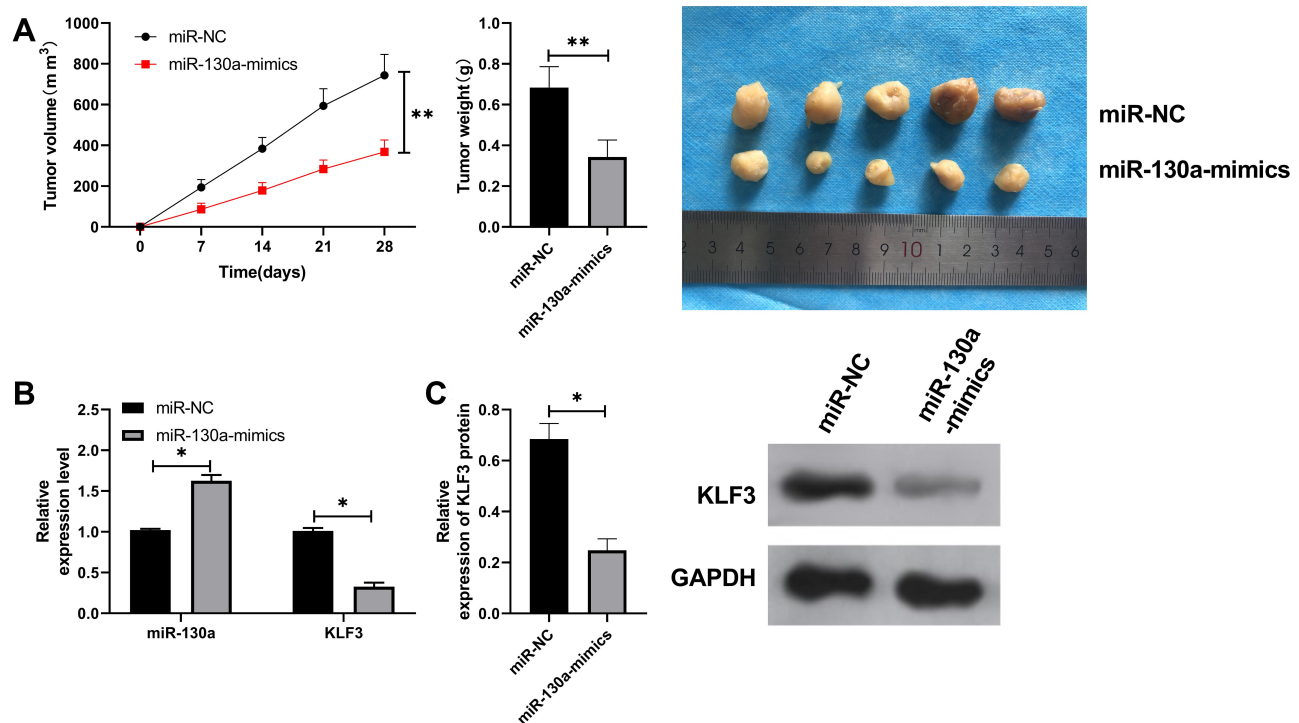 A
Tumor volume(m m³)
1000
800
600
400
200
0
0 7 14 21 28
Time(days)
miR-NC
miR-130a-mimics
**
Tumor weight(g)
1.0
0.8
0.6
0.4
0.2
0.0
**
miR-NC
miR-130a-mimics
miR-NC
miR-130a-mimics
2 3 4 5 6 7 8 9 10 1 2 3 4 5 6
mm
B
miR-NC
miR-130a-mimics
Relative
expression level
2.5
2.0
1.5
1.0
0.5
0.0
*
*
miR-130a KLF3
C
Relative
expression of KLF3 protein
0.8
0.6
0.4
0.2
0.0
*
miR-NC
miR-130a-mimics
miR-NC
miR-130a
-mimics
KLF3
GAPDH